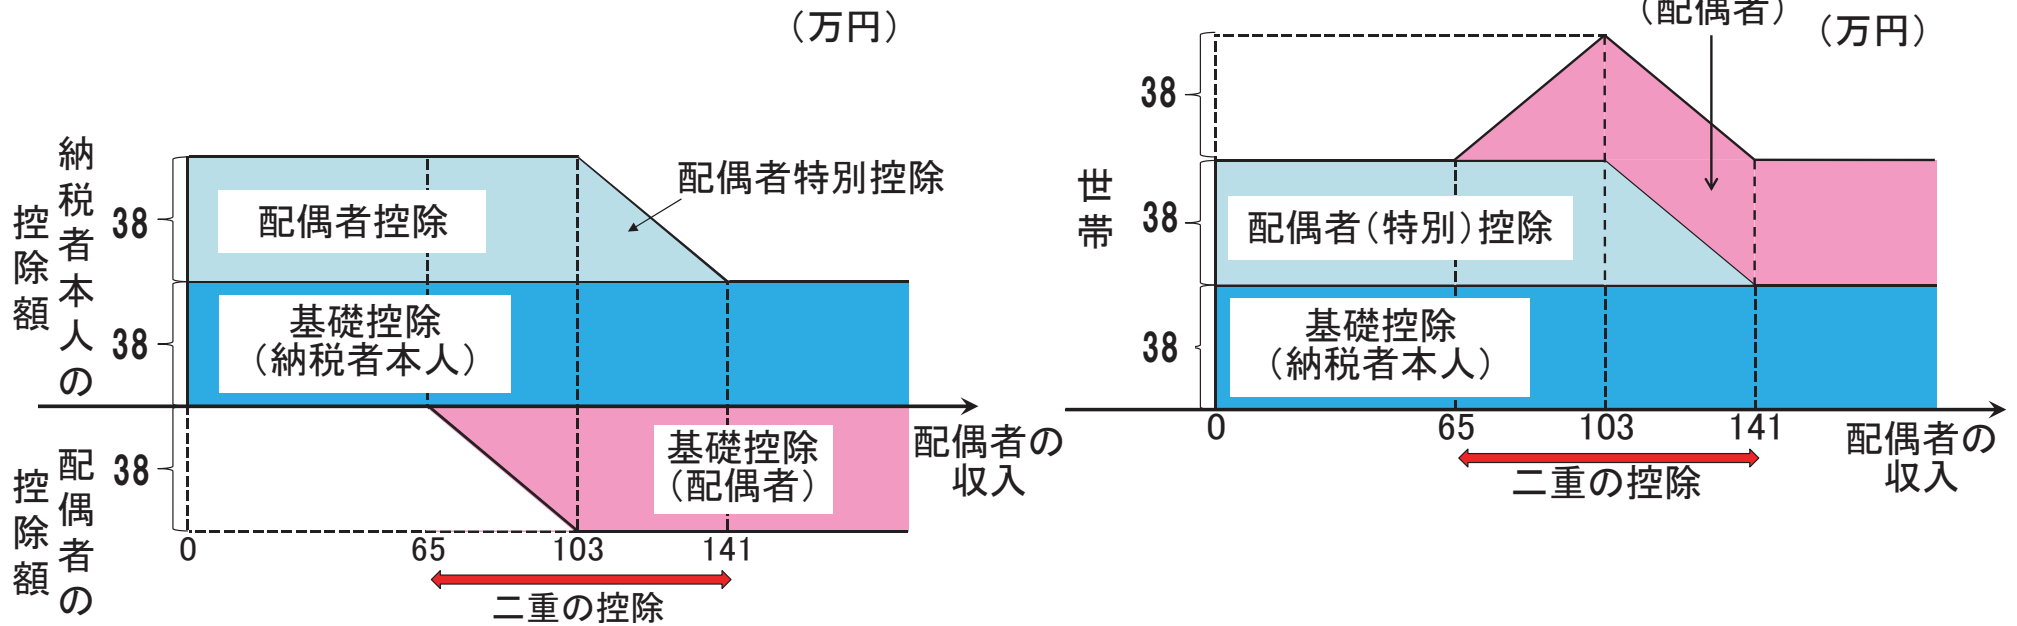 （万円）
納税者本人の
控除額
38
配偶者控除
配偶者特別控除
38
基礎控除
（納税者本人）
配偶者の
控除額
38
基礎控除
（配偶者）
配偶者の
収入
0
65
103
141
二重の控除
（配偶者）
（万円）
世帯
38
38
配偶者（特別）控除
38
基礎控除
（納税者本人）
0
65
103
141
配偶者の
収入
二重の控除